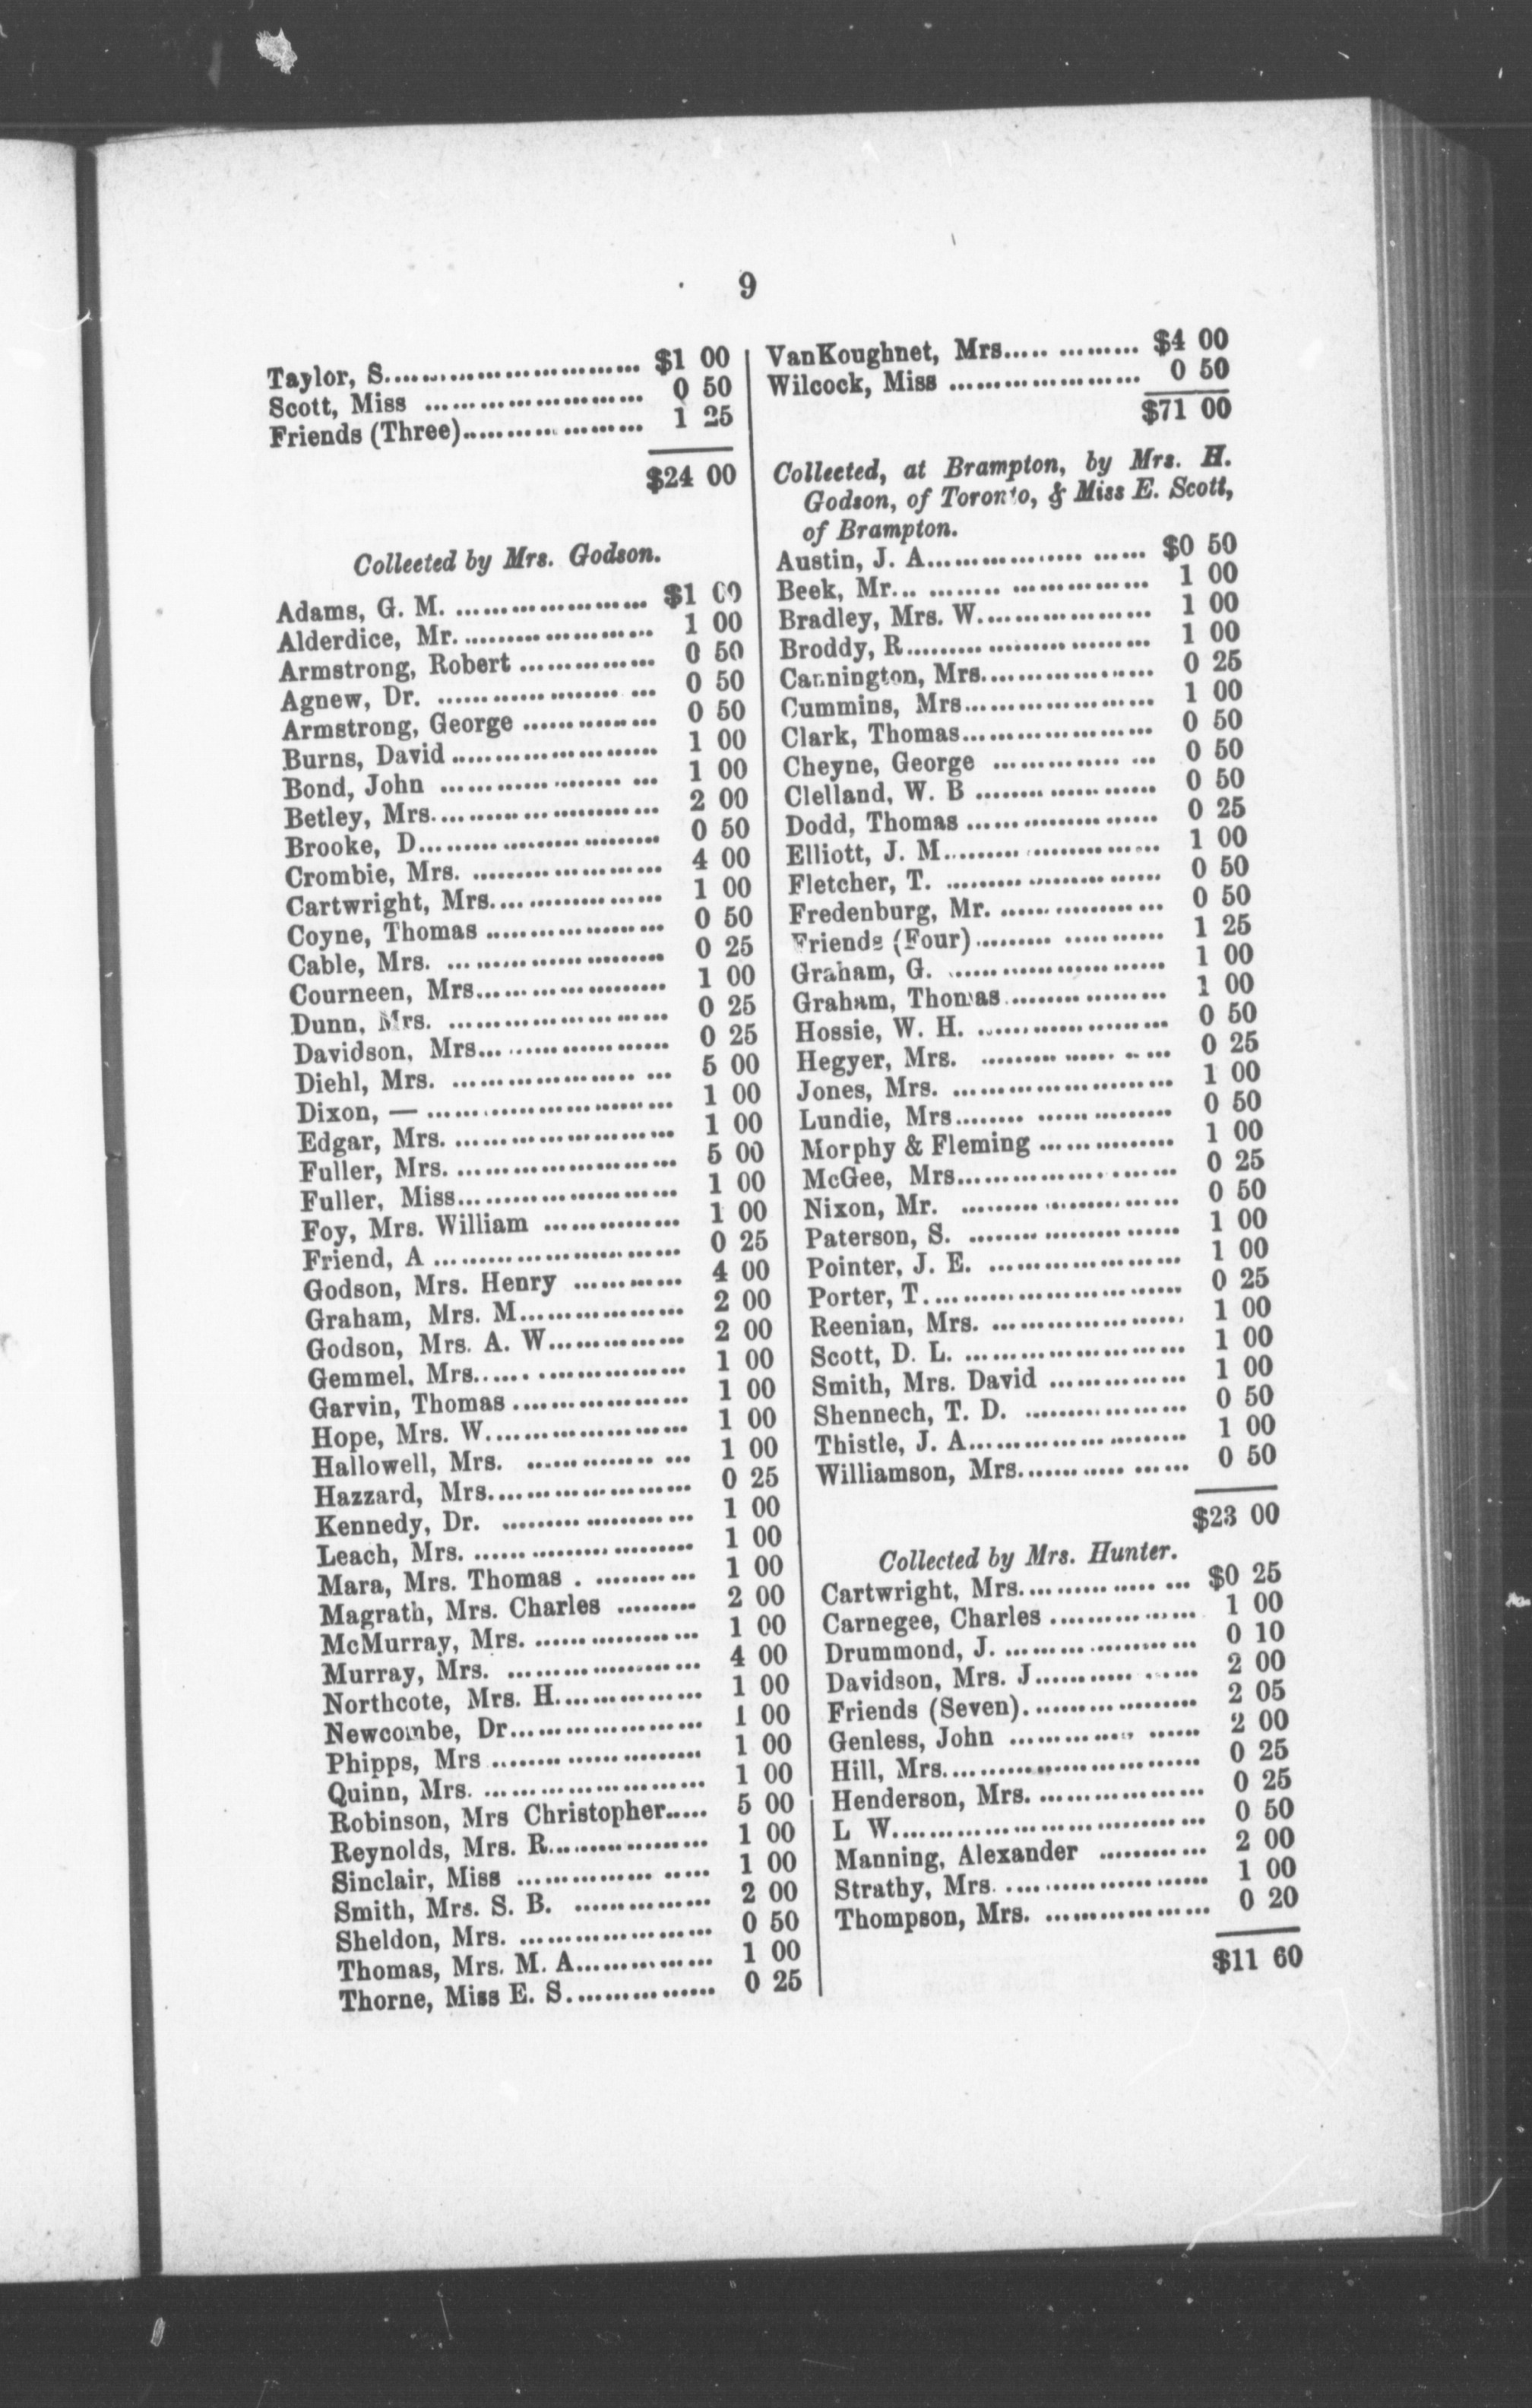 9
Taylor, S. $1 00
Scott, Miss 0 50
Friends (Three) 1 25
$24 00
Collected by Mrs. Godson.
Adams, G. M. $1 00
Alderdice, Mr. 1 00
Armstrong, Robert 0 50
Agnew, Dr. 0 50
Armstrong, George 0 50
Burns, David 1 00
Bond, John 1 00
Betley, Mrs. 2 00
Brooke, D. 0 50
Crombie, Mrs. 4 00
Cartwright, Mrs. 1 00
Coyne, Thomas 0 50
Cable, Mrs. 0 25
Courneen, Mrs. 1 00
Dunn, Mrs. 0 25
Davidson, Mrs. 0 25
Diehl, Mrs. 5 00
Dixon, — 1 00
Edgar, Mrs. 1 00
Fuller, Mrs. 5 00
Fuller, Miss 1 00
Foy, Mrs. William 1 00
Friend, A 0 25
Godson, Mrs. Henry 4 00
Graham, Mrs. M. 2 00
Godson, Mrs. A. W. 2 00
Gemmel, Mrs. 1 00
Garvin, Thomas 1 00
Hope, Mrs. W. 1 00
Hallowell, Mrs. 1 00
Hazzard, Mrs. 0 25
Kennedy, Dr. 1 00
Leach, Mrs. 1 00
Mara, Mrs. Thomas 1 00
Magrath, Mrs. Charles 2 00
McMurray, Mrs. 1 00
Murray, Mrs. 4 00
Northcote, Mrs. H. 1 00
Newcombe, Dr. 1 00
Phipps, Mrs 1 00
Quinn, Mrs. 1 00
Robinson, Mrs Christopher 5 00
Reynolds, Mrs. R. 1 00
Sinclair, Miss 1 00
Smith, Mrs. S. B. 2 00
Sheldon, Mrs. 0 50
Thomas, Mrs. M. A. 1 00
Thorne, Miss E. S. 0 25
VanKoughnet, Mrs. $4 00
Wilcock, Miss 0 50
$71 00
Collected, at Brampton, by Mrs. H.
Godson, of Toronto, & Miss E. Scott,
of Brampton.
Austin, J. A. $0 50
Beek, Mr. 1 00
Bradley, Mrs. W. 1 00
Broddy, R. 1 00
Cannington, Mrs. 0 25
Cummins, Mrs. 1 00
Clark, Thomas 0 50
Cheyne, George 0 50
Clelland, W. B 0 50
Dodd, Thomas 0 25
Elliott, J. M. 1 00
Fletcher, T. 0 50
Fredenburg, Mr. 0 50
Friends (Four) 1 25
Graham, G. 1 00
Graham, Thomas 1 00
Hossie, W. H. 0 50
Hegyer, Mrs. 0 25
Jones, Mrs. 1 00
Lundie, Mrs. 0 50
Morphy & Fleming 1 00
McGee, Mrs. 0 25
Nixon, Mr. 0 50
Paterson, S. 1 00
Pointer, J. E. 1 00
Porter, T. 0 25
Reenian, Mrs. 1 00
Scott, D. L. 1 00
Smith, Mrs. David 1 00
Shennech, T. D. 0 50
Thistle, J. A. 1 00
Williamson, Mrs. 0 50
$23 00
Collected by Mrs. Hunter.
Cartwright, Mrs. $0 25
Carnegee, Charles 1 00
Drummond, J. 0 10
Davidson, Mrs. J. 2 00
Friends (Seven) 2 05
Genless, John 2 00
Hill, Mrs. 0 25
Henderson, Mrs. 0 25
L W. 0 50
Manning, Alexander 2 00
Strathy, Mrs. 1 00
Thompson, Mrs. 0 20
$11 60